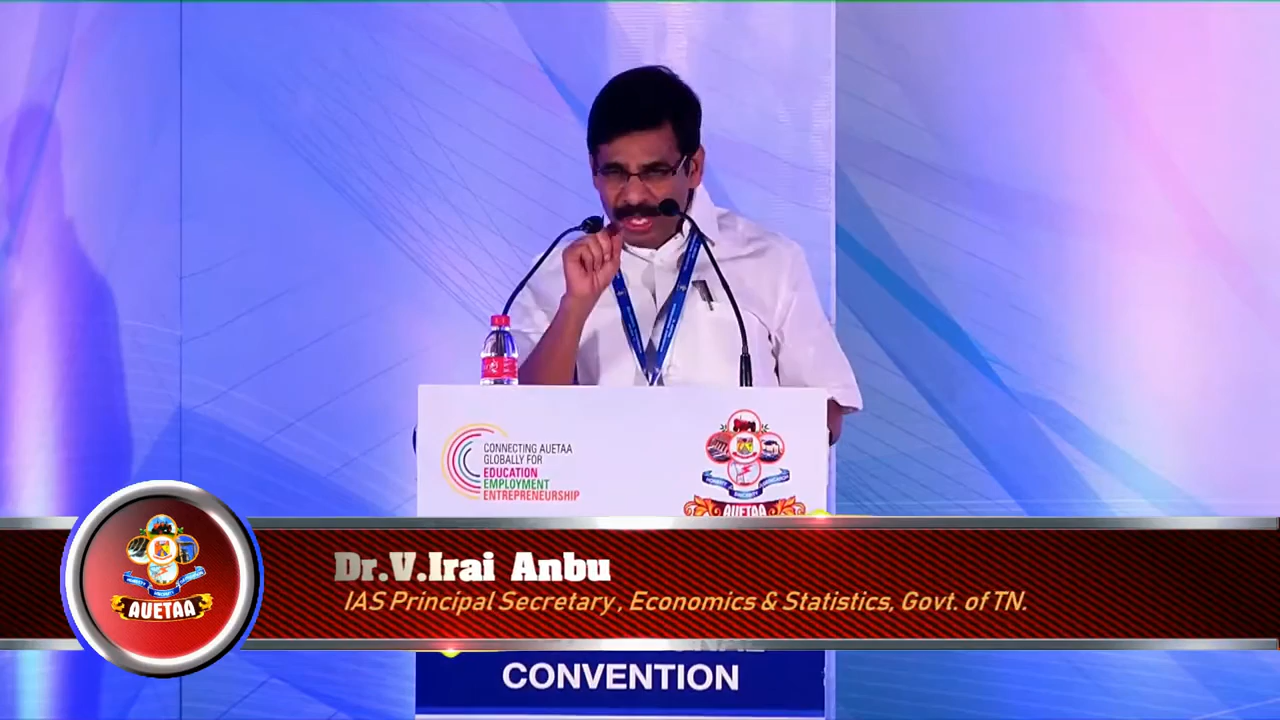 CONNECTING AUETAA
GLOBALLY FOR
EDUCATION
EMPLOYMENT
ENTREPRENEURSHIP
AUETAA
Dr.V.Irai Anbu
IAS Principal Secretary, Economics & Statistics, Govt. of TN.
AUETAA
CONVENTION